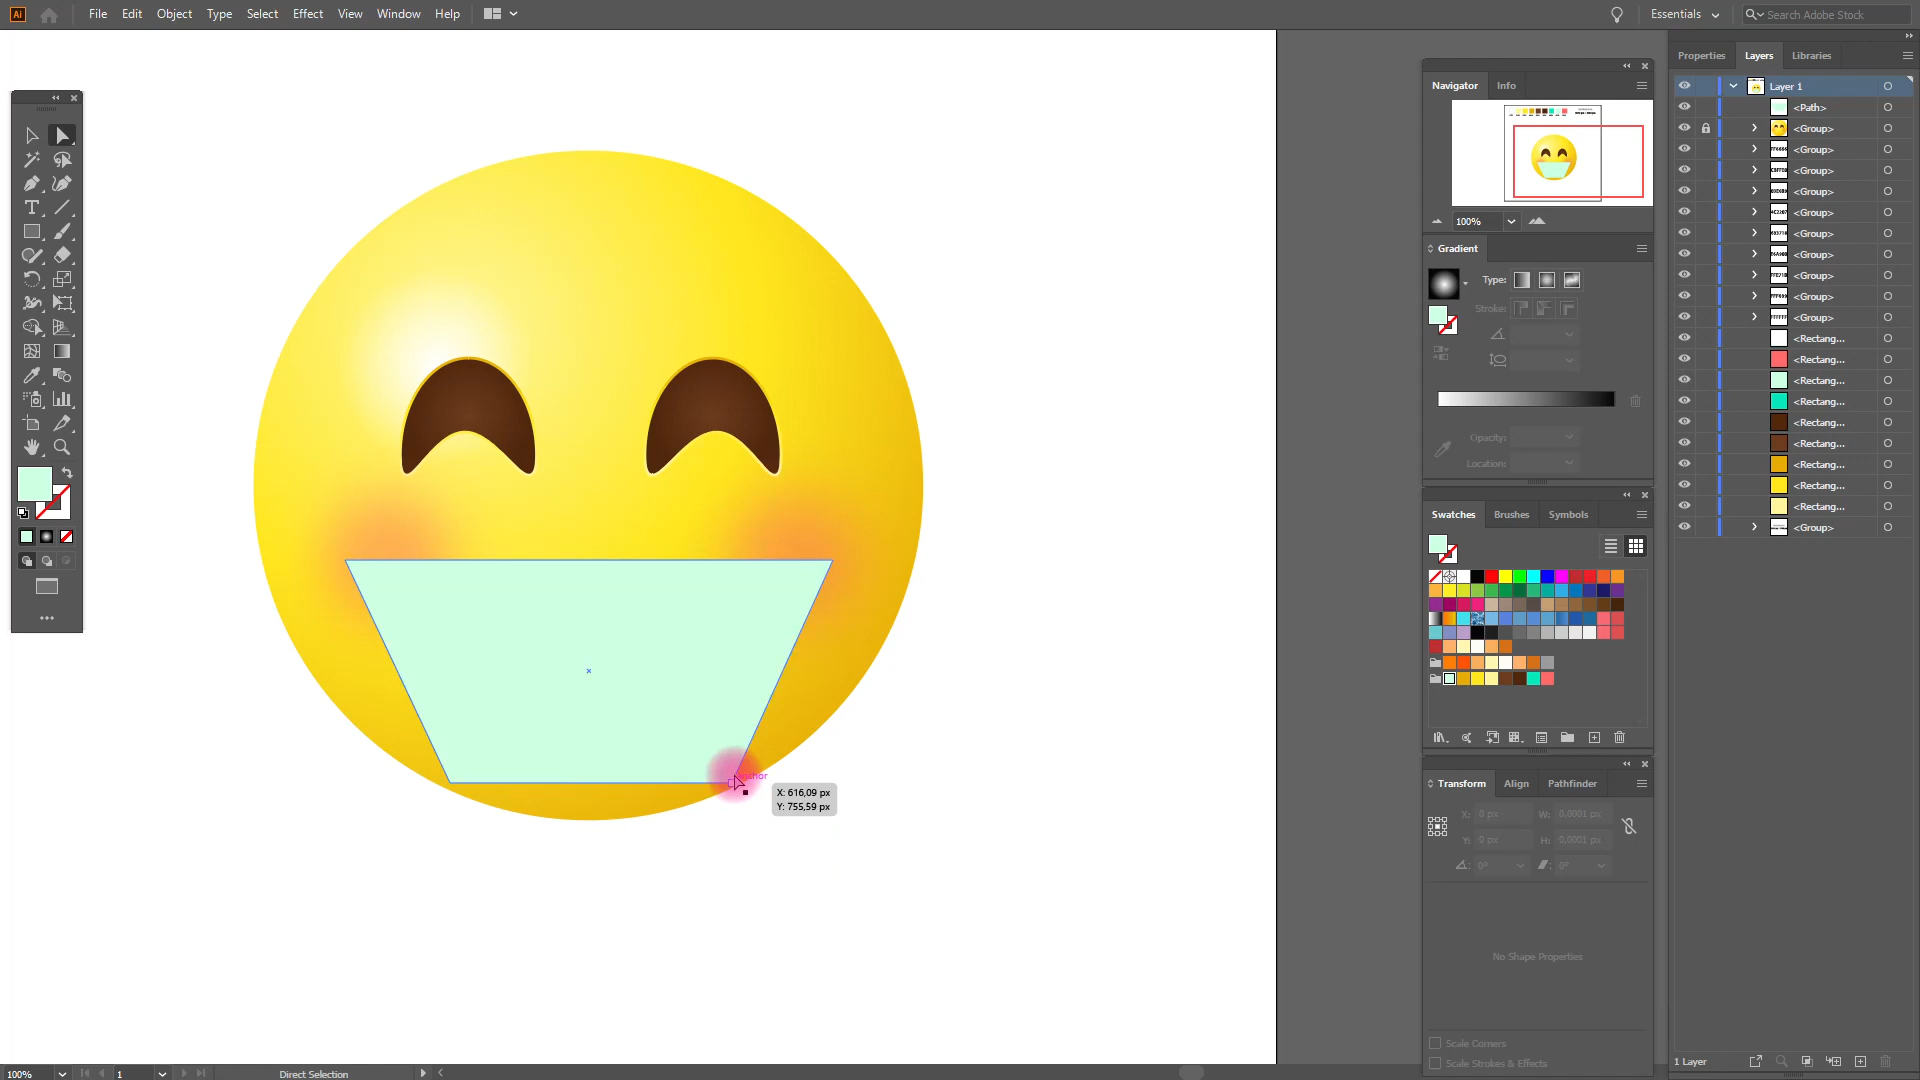 Ai File Edit Object Type Select Effect View Window Help Essentials Search Adobe Stock
Properties Layers Libraries
Navigator Info
Layer 1
<Path>
<Group>
<Group>
<Group>
<Group>
<Group>
<Group>
<Group>
<Group>
<Group>
<Group>
<Rectang...
<Rectang...
<Rectang...
<Rectang...
<Rectang...
<Rectang...
<Rectang...
<Rectang...
<Rectang...
<Group>
1 Layer
100%
Gradient
Type:
Stroke:
Opacity:
Location:
Swatches Brushes Symbols
Transform Align Pathfinder
X: 0 px W: 0,0001 px
Y: 0 px H: 0,0001 px
0° 0°
No Shape Properties
Scale Corners
Scale Strokes & Effects
X: 616,09 px
Y: 755,59 px
100% 1 Direct Selection